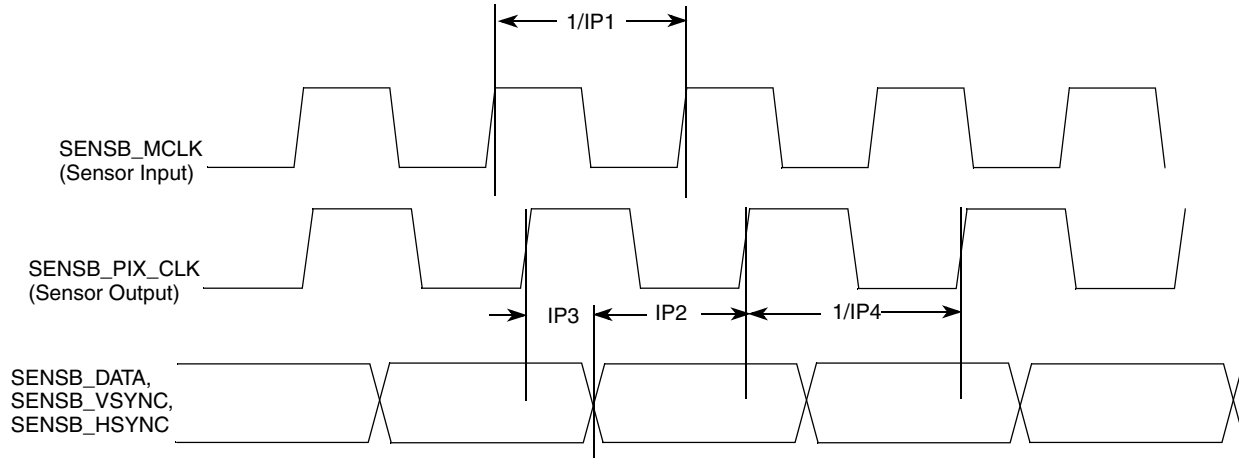 1/IP1
SENSB_MCLK
(Sensor Input)
SENSB_PIX_CLK
(Sensor Output)
IP3
IP2
1/IP4
SENSB_DATA,
SENSB_VSYNC,
SENSB_HSYNC